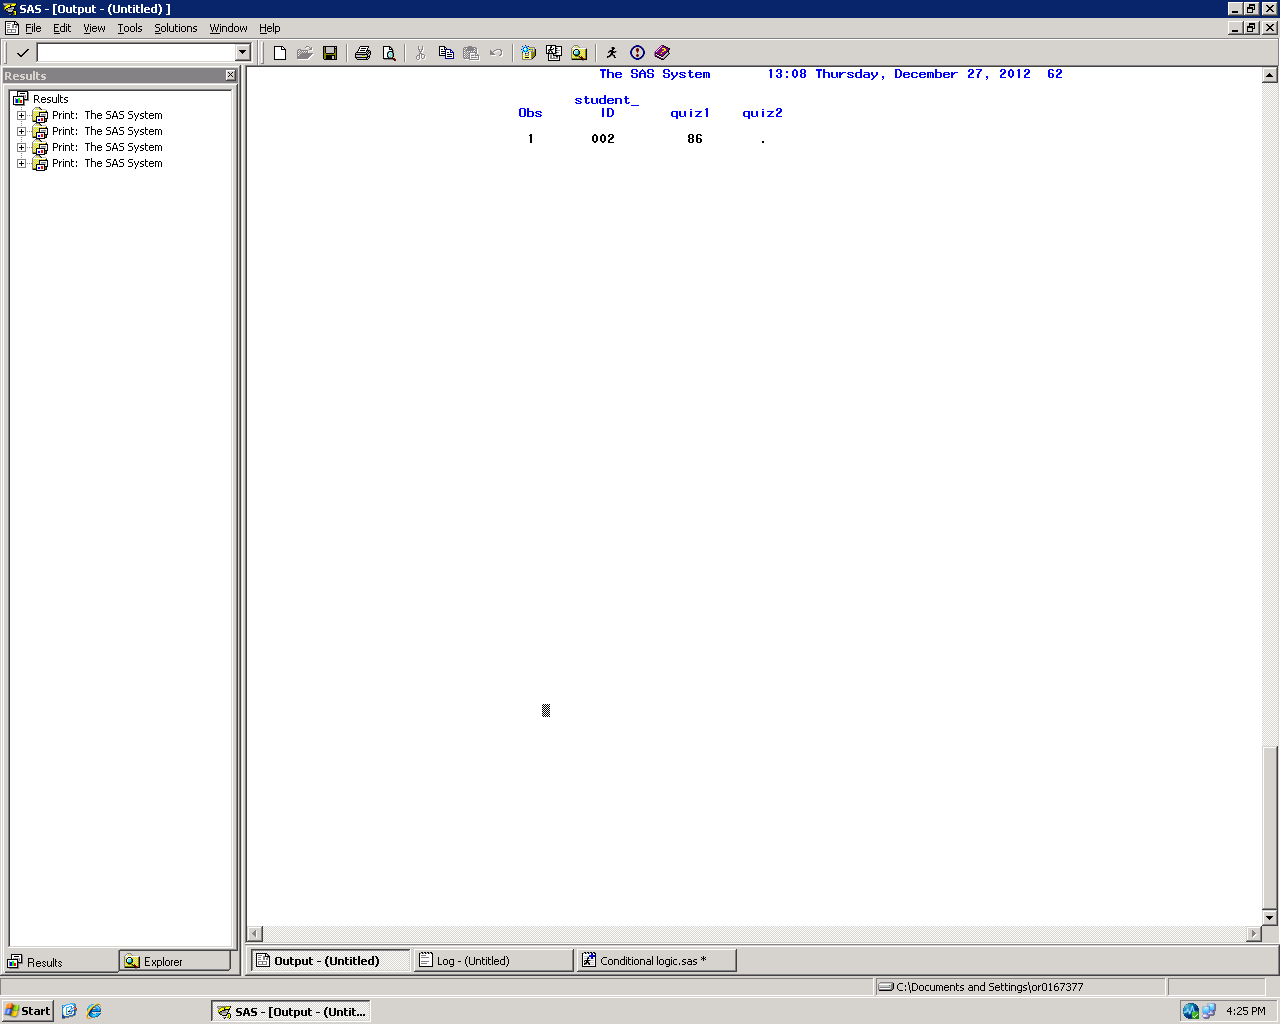 SAS - [Output - (Untitled) ]
File Edit View Tools Solutions Window Help
Results
Results
Print: The SAS System
Print: The SAS System
Print: The SAS System
Print: The SAS System
The SAS System 13:08 Thursday, December 27, 2012 62
student_
Obs ID quiz1 quiz2
1 002 86 .
Results Explorer
Output - (Untitled) Log - (Untitled) Conditional logic.sas *
C:\Documents and Settings\or0167377
Start SAS - [Output - (Untit... 4:25 PM